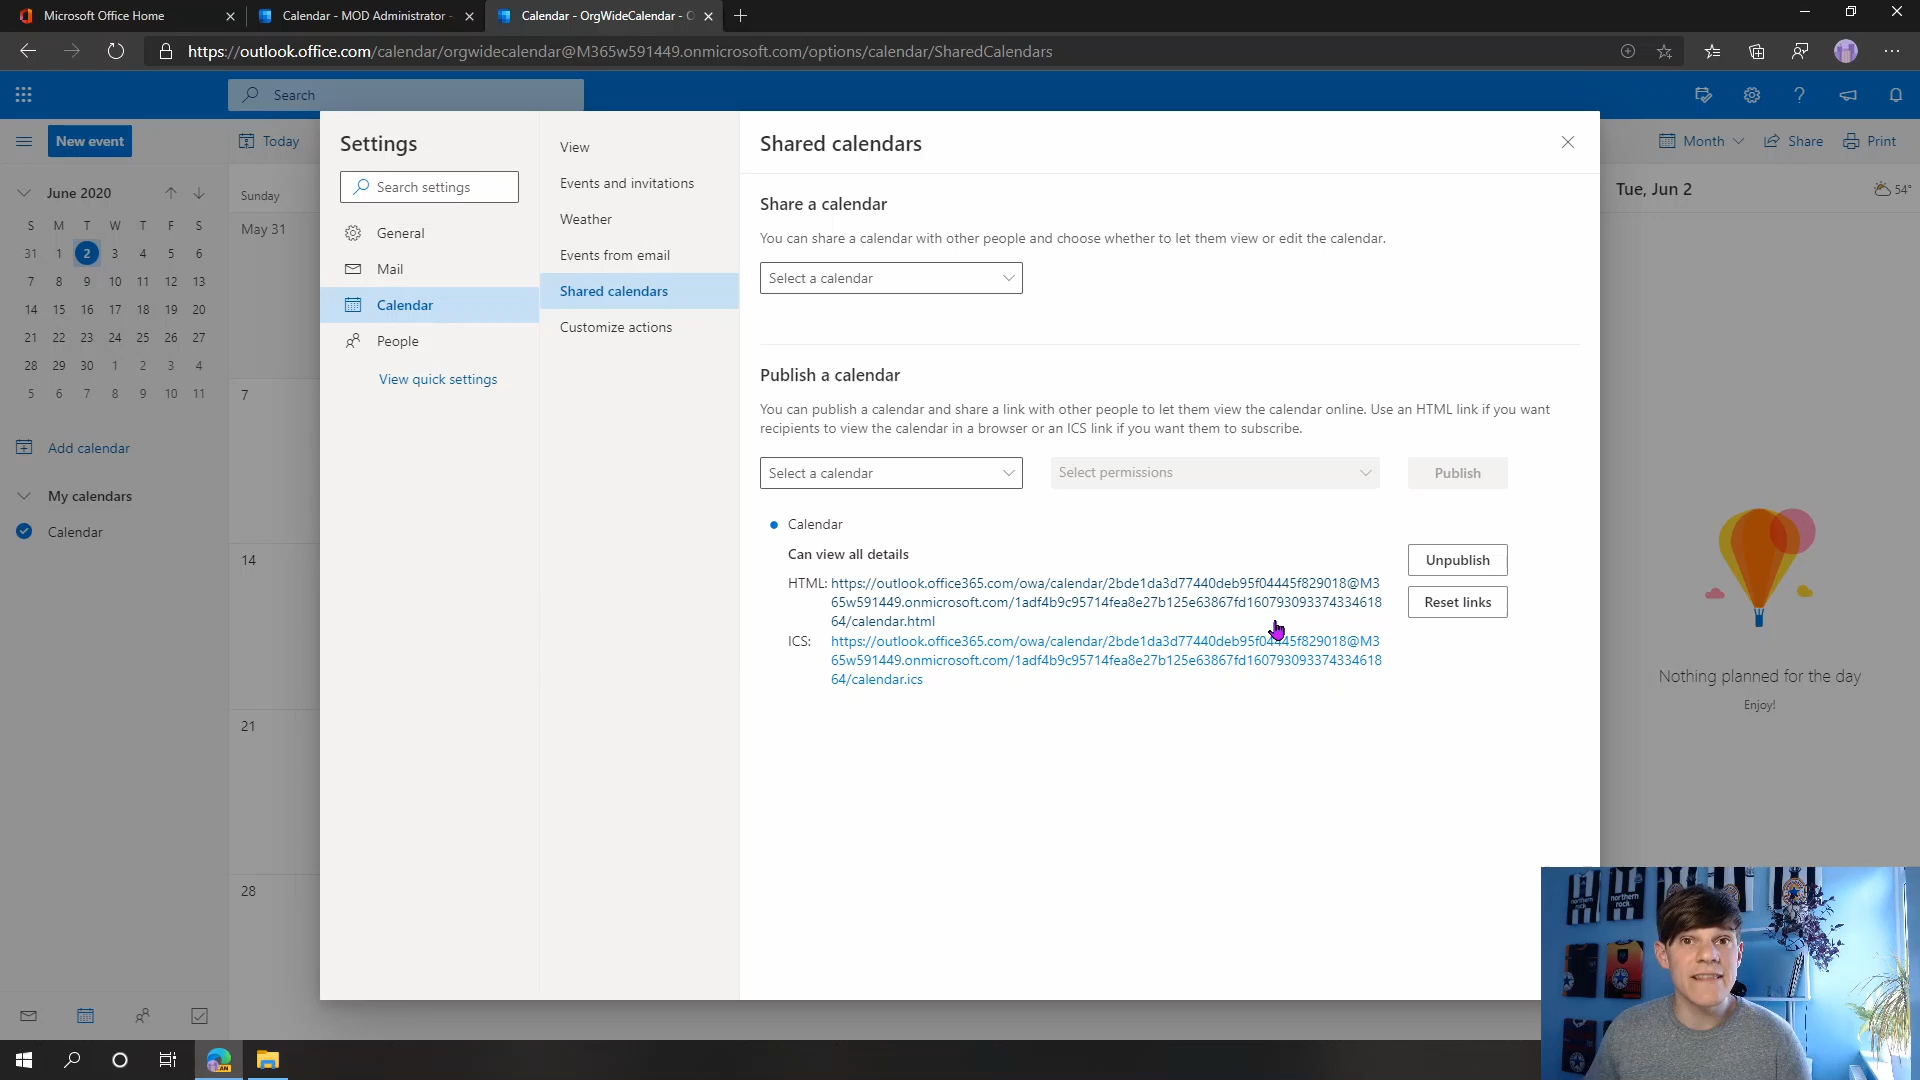 Microsoft Office Home
Calendar - MOD Administrator -
Calendar - OrgWideCalendar - O
https://outlook.office.com/calendar/orgwidecalendar@M365w591449.onmicrosoft.com/options/calendar/SharedCalendars
Search
New event
Today
Month
Share
Print
June 2020
S M T W T F S
31 1 2 3 4 5 6
7 8 9 10 11 12 13
14 15 16 17 18 19 20
21 22 23 24 25 26 27
28 29 30 1 2 3 4
5 6 7 8 9 10 11
Add calendar
My calendars
Calendar
Sunday
May 31
7
14
21
28
Settings
Search settings
General
Mail
Calendar
People
View quick settings
View
Events and invitations
Weather
Events from email
Shared calendars
Customize actions
Shared calendars
Share a calendar
You can share a calendar with other people and choose whether to let them view or edit the calendar.
Select a calendar
Publish a calendar
You can publish a calendar and share a link with other people to let them view the calendar online. Use an HTML link if you want
recipients to view the calendar in a browser or an ICS link if you want them to subscribe.
Select a calendar
Select permissions
Publish
Calendar
Can view all details
Unpublish
HTML: https://outlook.office365.com/owa/calendar/2bde1da3d77440deb95f04445f829018@M3
65w591449.onmicrosoft.com/1adf4b9c95714fea8e27b125e63867fd160793093374334618
64/calendar.html
Reset links
ICS: https://outlook.office365.com/owa/calendar/2bde1da3d77440deb95f04445f829018@M3
65w591449.onmicrosoft.com/1adf4b9c95714fea8e27b125e63867fd160793093374334618
64/calendar.ics
Tue, Jun 2
54°
Nothing planned for the day
Enjoy!
northern rock
northern rock